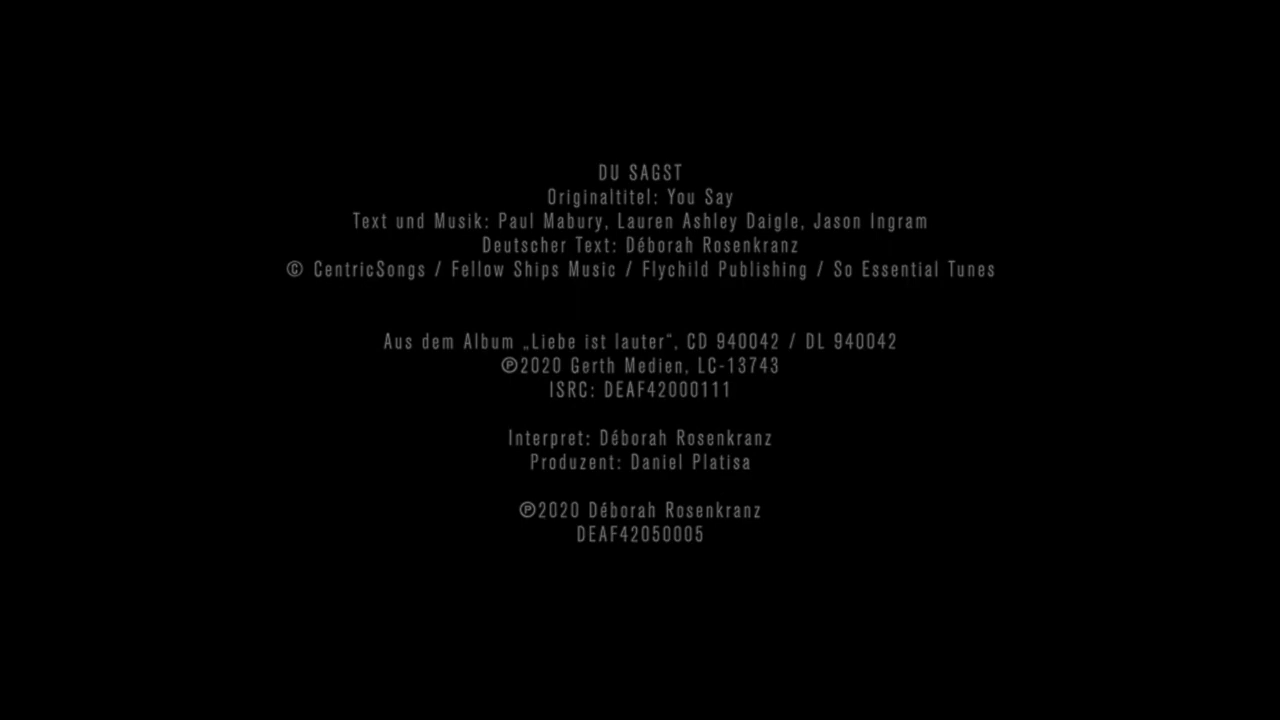 DU SAGST
Originaltitel: You Say
Text und Musik: Paul Mabury, Lauren Ashley Daigle, Jason Ingram
Deutscher Text: Déborah Rosenkranz
© CentricSongs / Fellow Ships Music / Flychild Publishing / So Essential Tunes
Aus dem Album „Liebe ist lauter“, CD 940042 / DL 940042
℗2020 Gerth Medien, LC-13743
ISRC: DEAF42000111
Interpret: Déborah Rosenkranz
Produzent: Daniel Platisa
℗2020 Déborah Rosenkranz
DEAF42050005